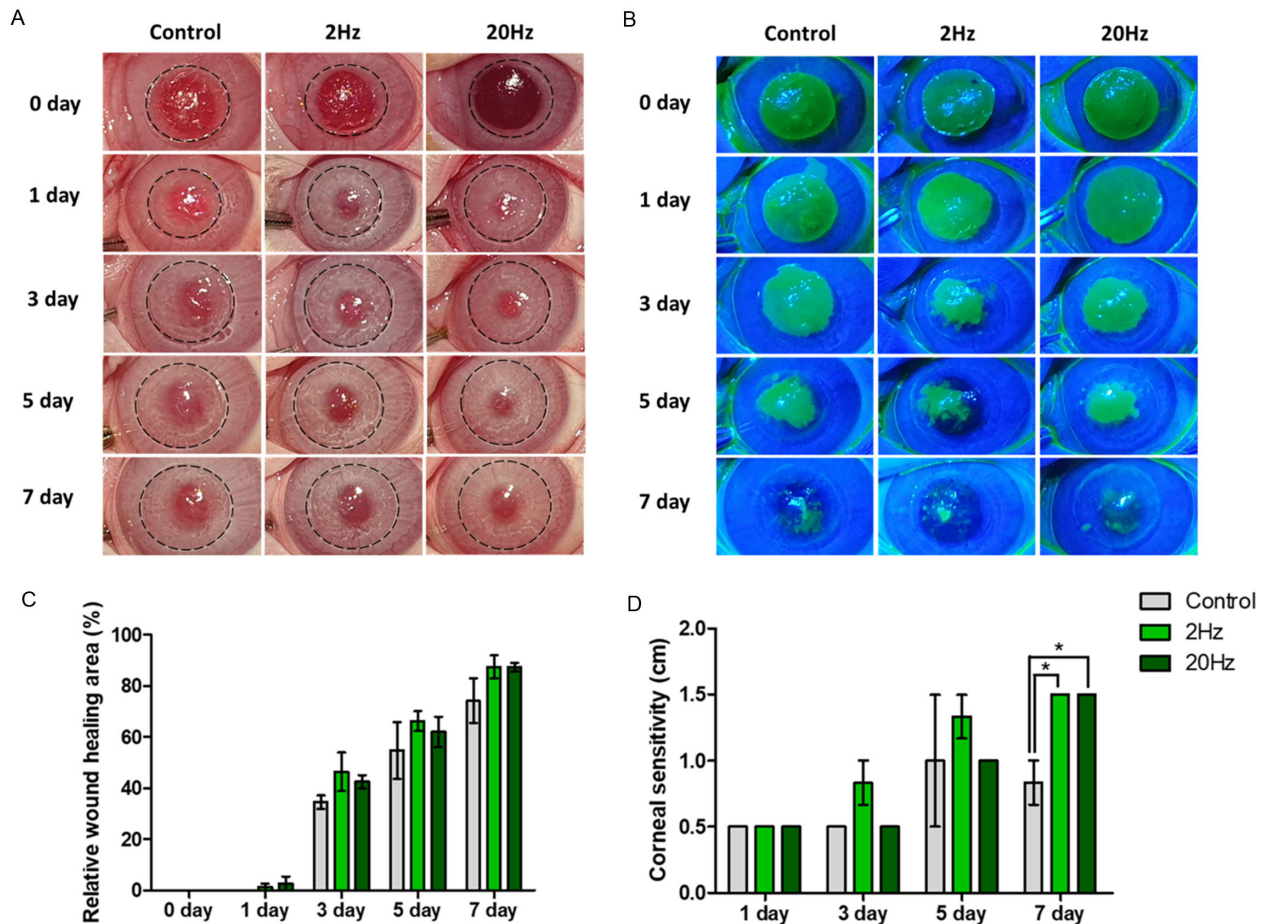 A
Control 2Hz 20Hz
0 day
1 day
3 day
5 day
7 day
B
Control 2Hz 20Hz
0 day
1 day
3 day
5 day
7 day
C
Relative wound healing area (%)
100
80
60
40
20
0
0 day 1 day 3 day 5 day 7 day
D
Corneal sensitivity (cm)
2.0
1.5
1.0
0.5
0.0
1 day 3 day 5 day 7 day
* 
*
Control
2Hz
20Hz